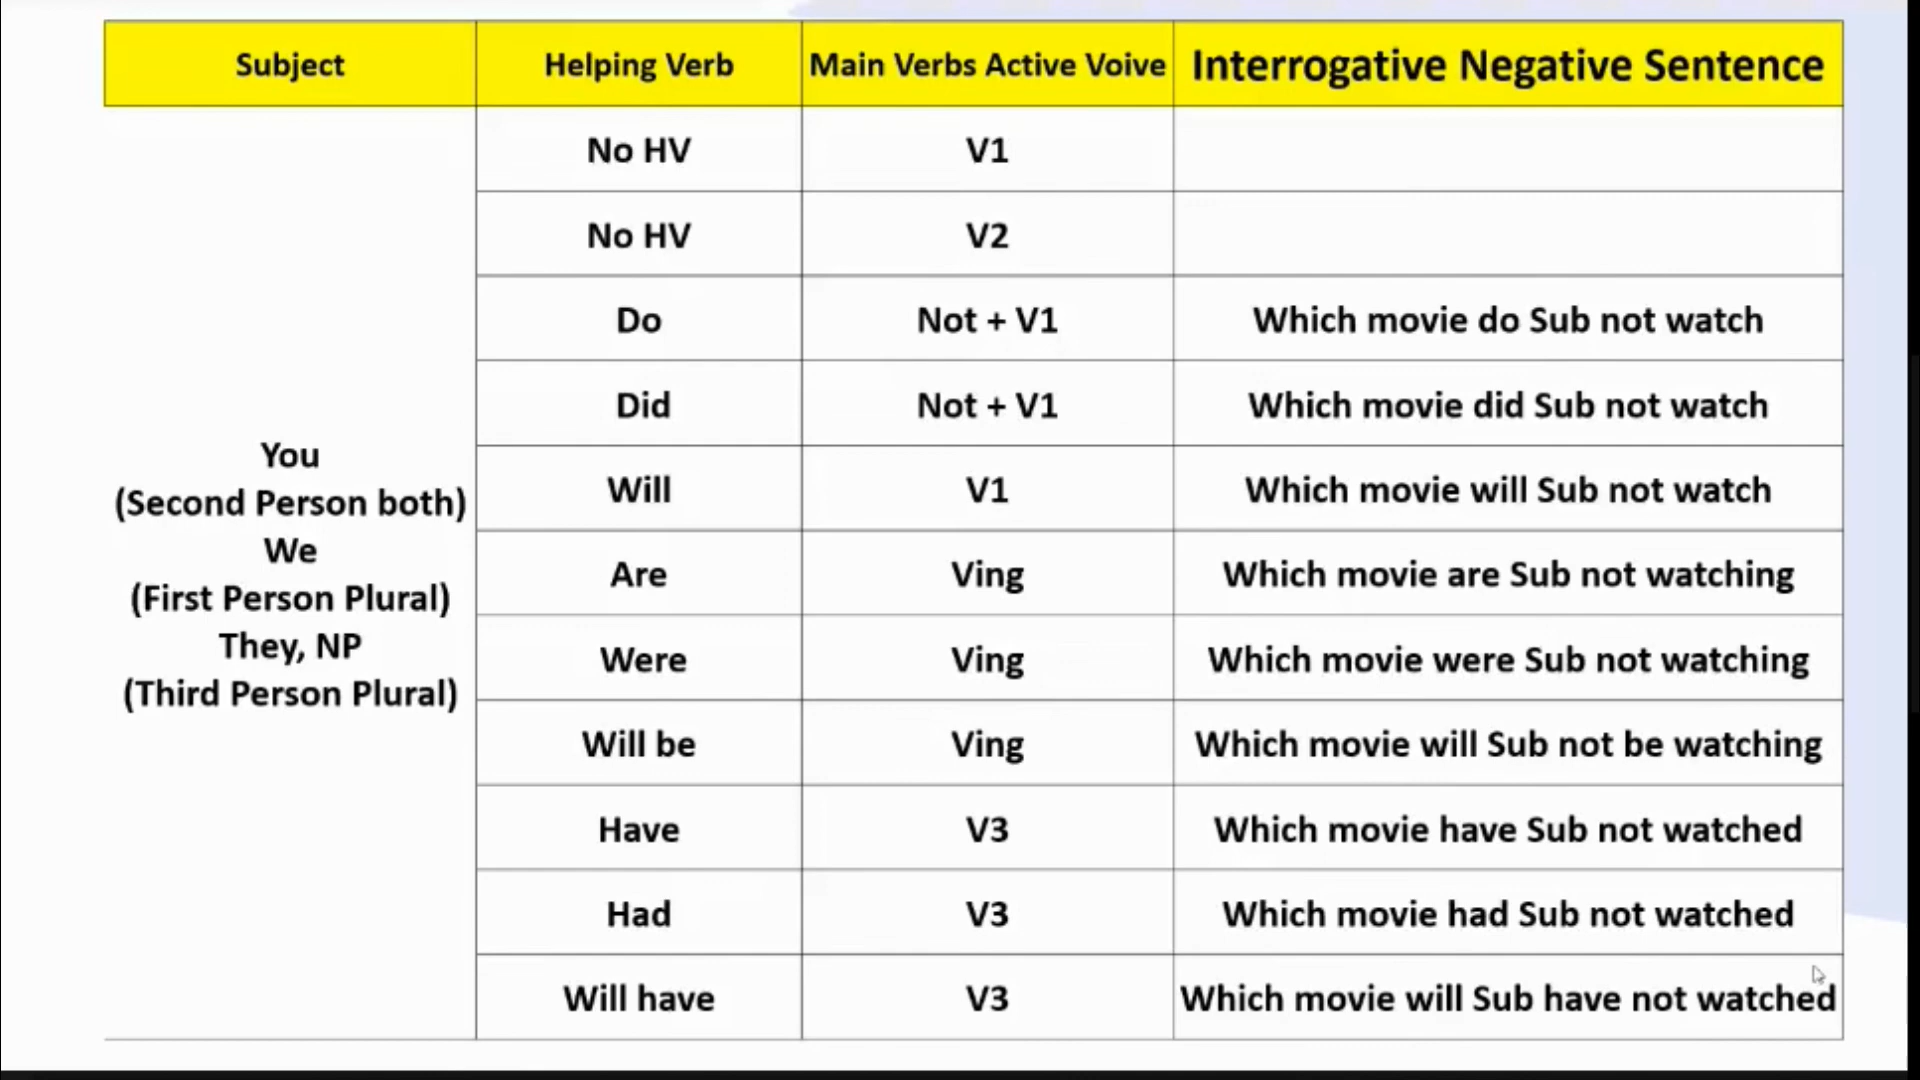 Subject Helping Verb Main Verbs Active Voive Interrogative Negative Sentence
You
(Second Person both)
We
(First Person Plural)
They, NP
(Third Person Plural)
No HV V1
No HV V2
Do Not + V1 Which movie do Sub not watch
Did Not + V1 Which movie did Sub not watch
Will V1 Which movie will Sub not watch
Are Ving Which movie are Sub not watching
Were Ving Which movie were Sub not watching
Will be Ving Which movie will Sub not be watching
Have V3 Which movie have Sub not watched
Had V3 Which movie had Sub not watched
Will have V3 Which movie will Sub have not watched